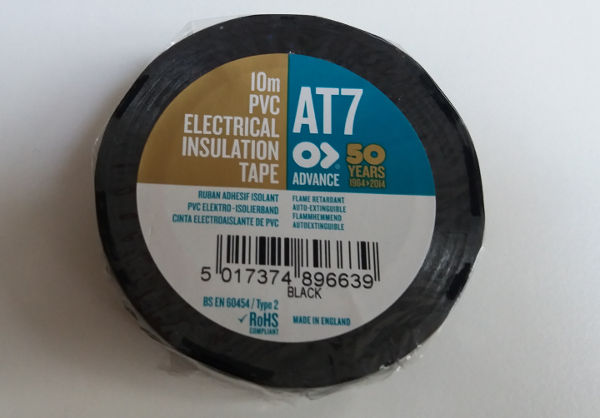 10m
PVC
ELECTRICAL
INSULATION
TAPE
AT7
ADVANCE
50
YEARS
1964>2014
RUBAN ADHESIF ISOLANT
PVC ELEKTRO-ISOLIERBAND
CINTA ELECTROAISLANTE DE PVC
FLAME RETARDANT
AUTO-EXTINGUIBLE
FLAMMHEMMEND
AUTOEXTINGUIBLE
5 017374 896639
BLACK
BS EN 60454 / Type 2
RoHS
COMPLIANT
MADE IN ENGLAND